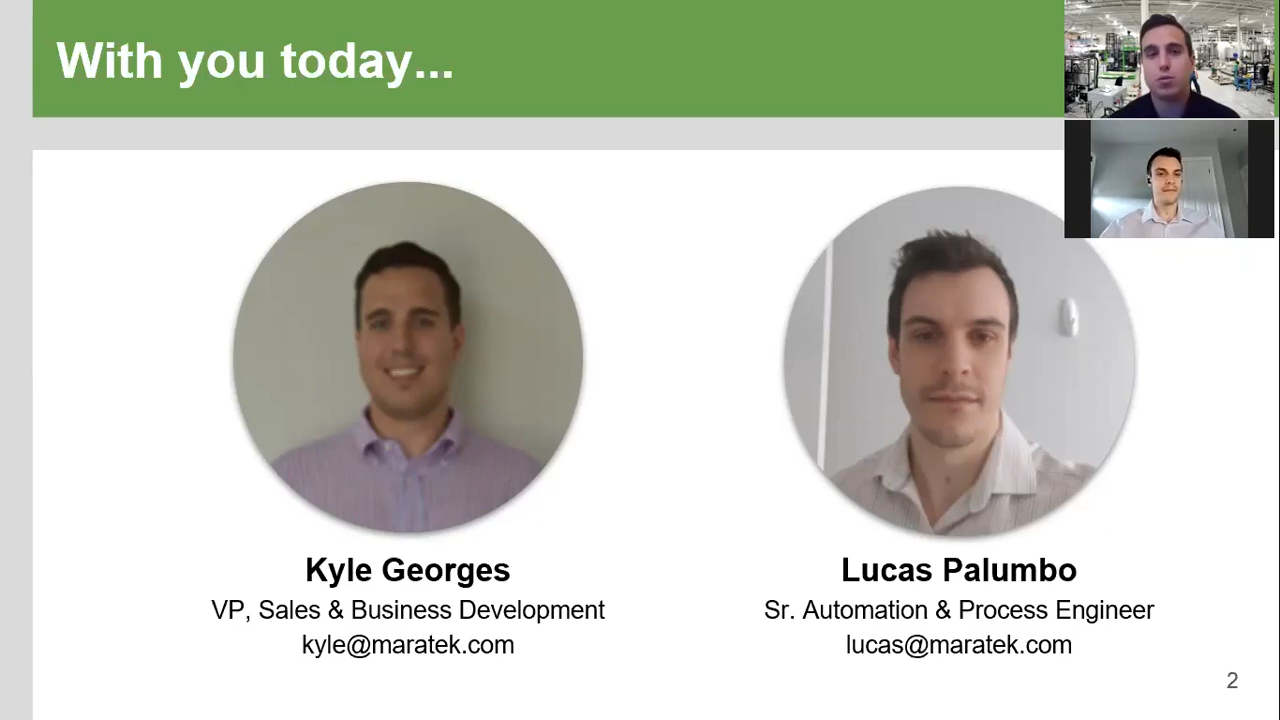 With you today...
Kyle Georges
VP, Sales & Business Development
kyle@maratek.com
Lucas Palumbo
Sr. Automation & Process Engineer
lucas@maratek.com
2